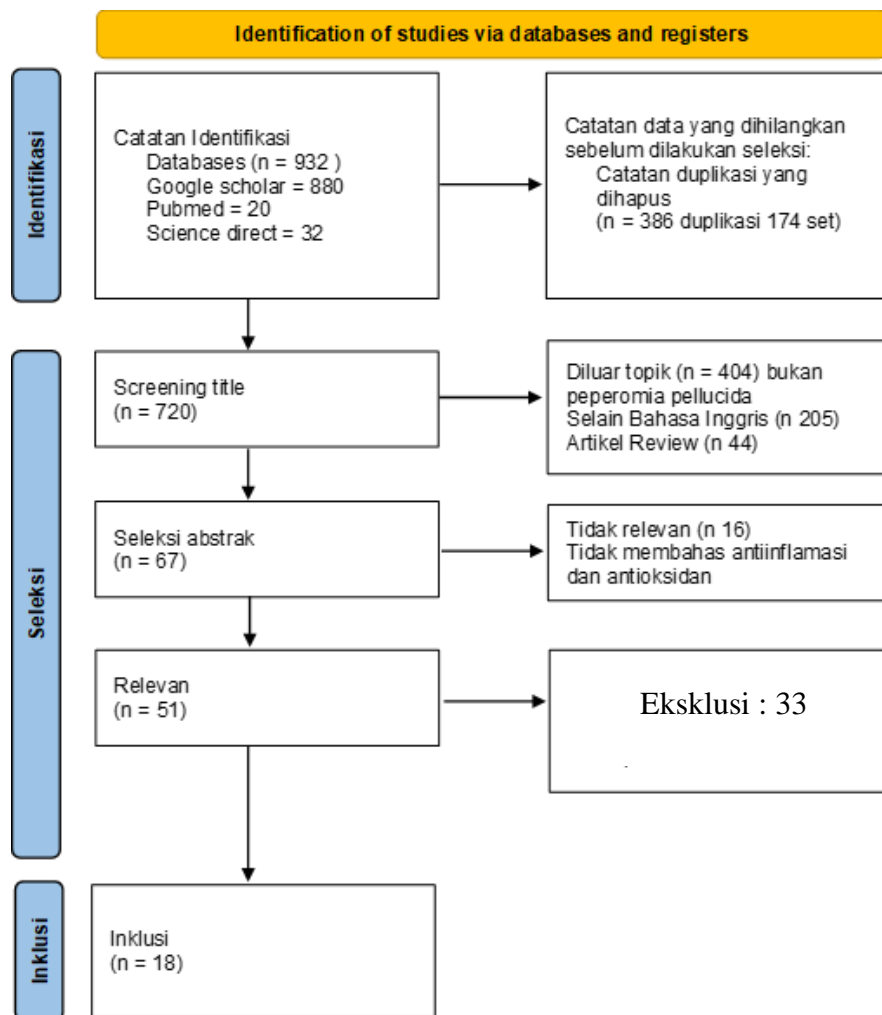 Identification of studies via databases and registers
Identifikasi
Catatan Identifikasi
Databases (n = 932 )
Google scholar = 880
Pubmed = 20
Science direct = 32
Catatan data yang dihilangkan
sebelum dilakukan seleksi:
Catatan duplikasi yang
dihapus
(n = 386 duplikasi 174 set)
Seleksi
Screening title
(n = 720)
Diluar topik (n = 404) bukan
peperomia pellucida
Selain Bahasa Inggris (n 205)
Artikel Review (n 44)
Seleksi abstrak
(n = 67)
Tidak relevan (n 16)
Tidak membahas antiinflamasi
dan antioksidan
Relevan
(n = 51)
Eksklusi : 33
.
Inklusi
Inklusi
(n = 18)